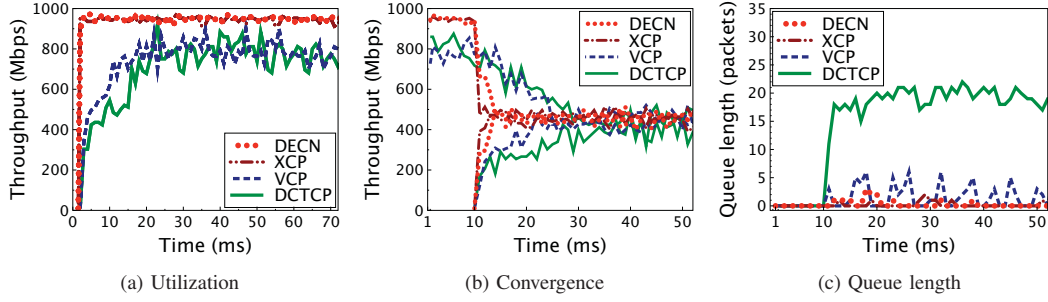 Throughput (Mbps)
1000
800
600
400
200
0
DECN
XCP
VCP
DCTCP
0 10 20 30 40 50 60 70
Time (ms)
(a) Utilization
Throughput (Mbps)
1000
800
600
400
200
0
DECN
XCP
VCP
DCTCP
1 10 20 30 40 50
Time (ms)
(b) Convergence
Queue length (packets)
35
30
25
20
15
10
5
0
DECN
XCP
VCP
DCTCP
1 10 20 30 40 50
Time (ms)
(c) Queue length